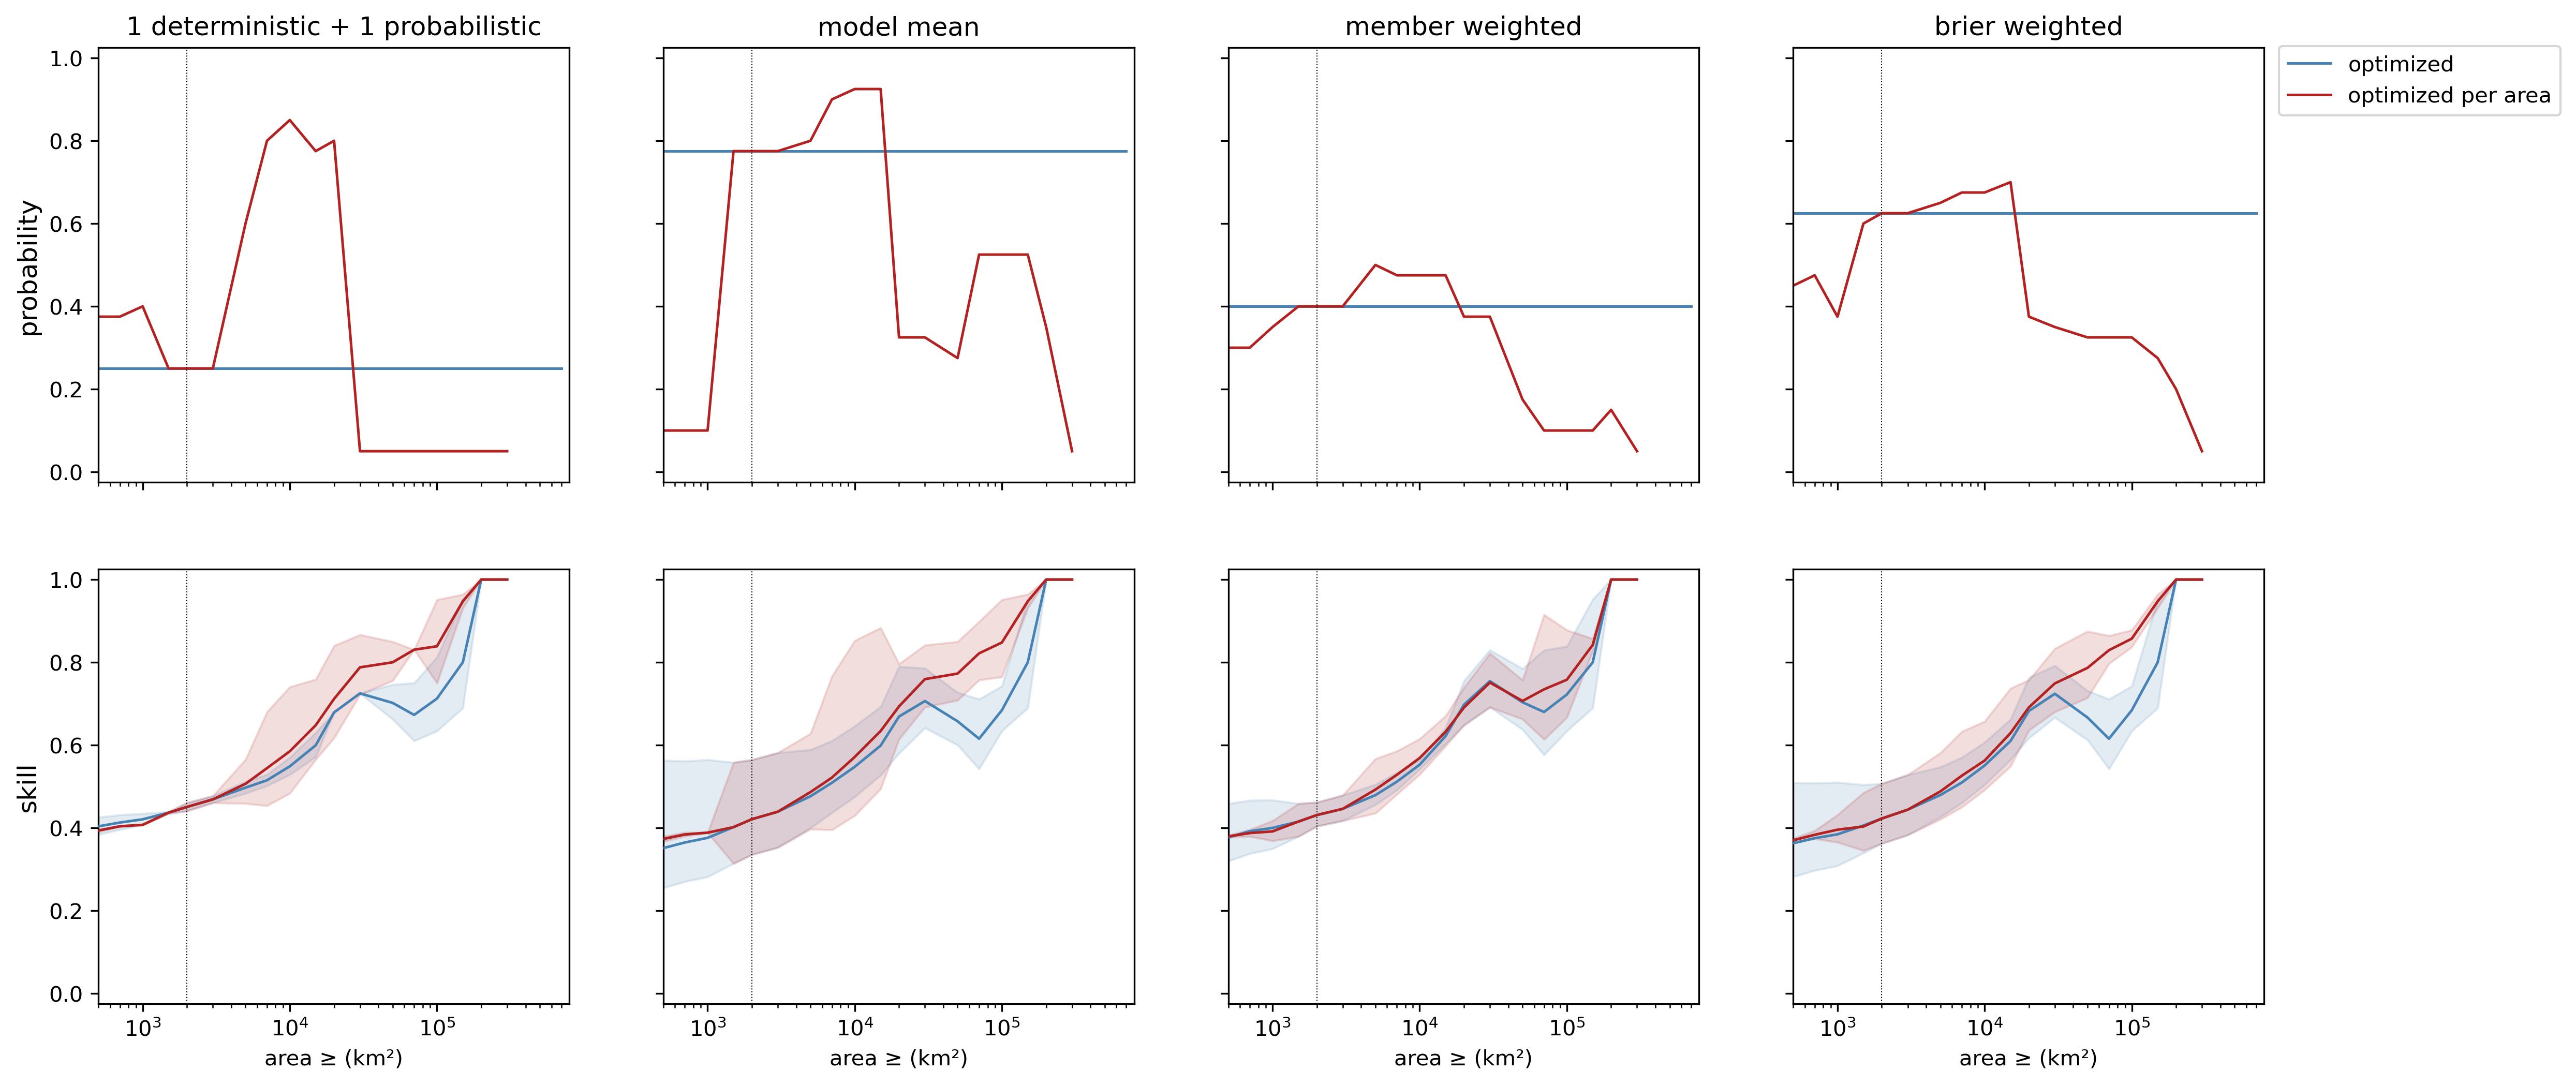 1 deterministic + 1 probabilistic
model mean
member weighted
brier weighted
optimized
optimized per area
probability
1.0
0.8
0.6
0.4
0.2
0.0
skill
1.0
0.8
0.6
0.4
0.2
0.0
10³ 10⁴ 10⁵
10³ 10⁴ 10⁵
10³ 10⁴ 10⁵
10³ 10⁴ 10⁵
area ≥ (km²)
area ≥ (km²)
area ≥ (km²)
area ≥ (km²)